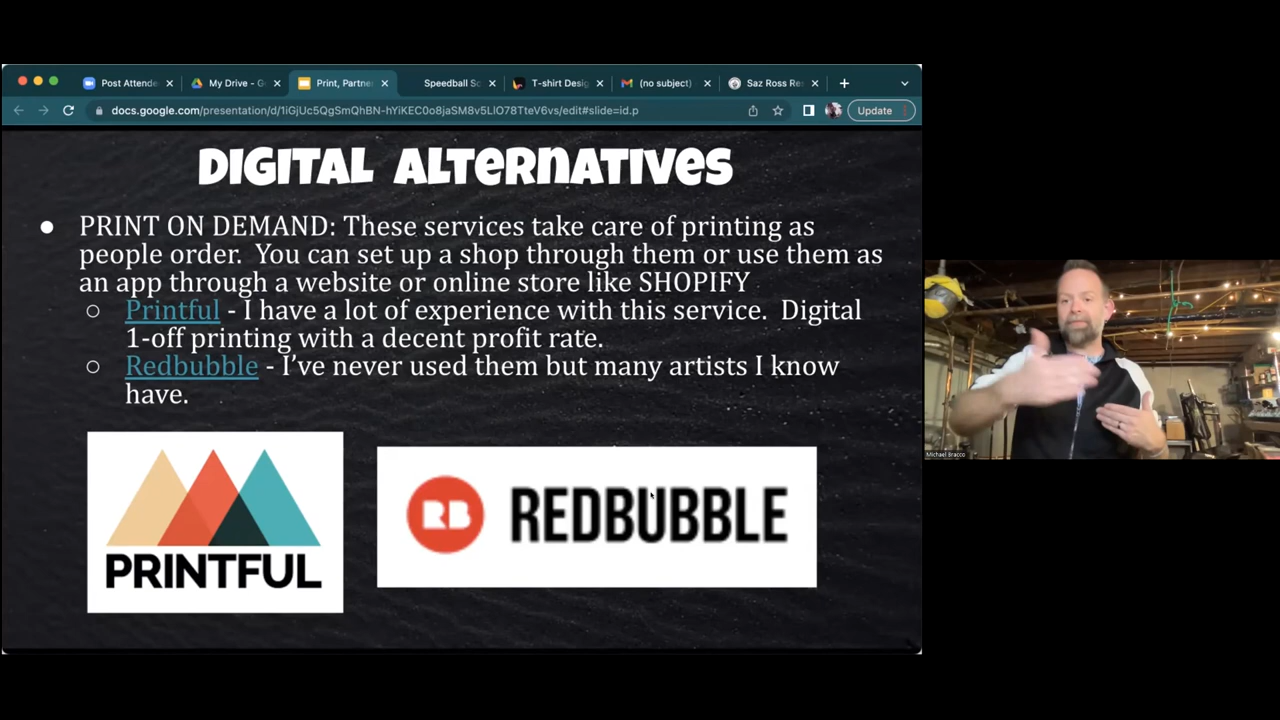 Post Attende
My Drive - G
Print, Partne
Speedball Sc
T-shirt Desig
(no subject)
Saz Ross Res
docs.google.com/presentation/d/1iGjUc5QgSmQhBN-hYiKEC0o8jaSM8v5LlO78TteV6vs/edit#slide=id.p
Update
DIGITAL ALTERNATIVES
● PRINT ON DEMAND: These services take care of printing as
people order. You can set up a shop through them or use them as
an app through a website or online store like SHOPIFY
○ Printful - I have a lot of experience with this service. Digital
1-off printing with a decent profit rate.
○ Redbubble - I've never used them but many artists I know
have.
PRINTFUL
RB REDBUBBLE
Michael Bracco